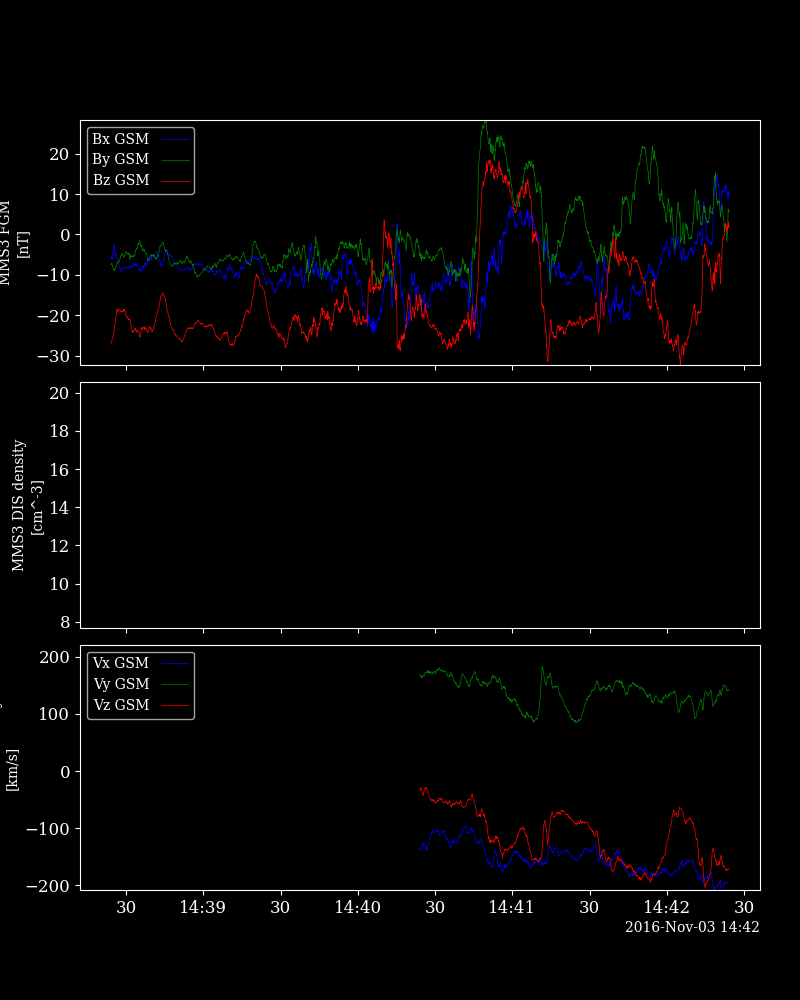 Bx GSM
By GSM
Bz GSM
20
10
0
−10
−20
−30
MMS3 FGM
[nT]
20
18
16
14
12
10
8
MMS3 DIS density
[cm^-3]
Vx GSM
Vy GSM
Vz GSM
200
100
0
−100
−200
[km/s]
30 14:39 30 14:40 30 14:41 30 14:42 30
2016-Nov-03 14:42